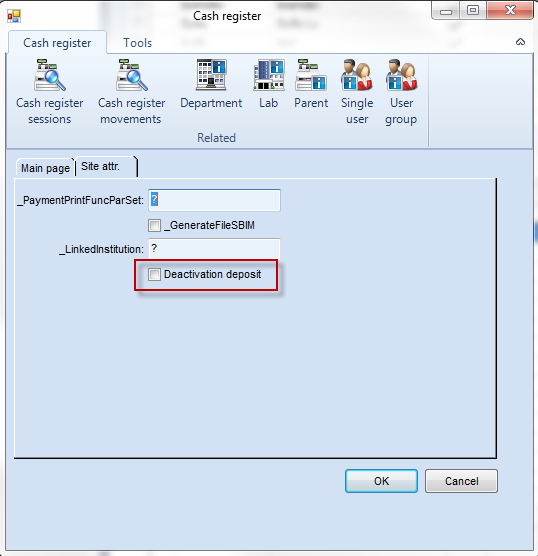 Cash register
Cash register Tools
Cash register sessions
Cash register movements
Department
Lab
Parent
Single user
User group
Related
Main page Site attr.
_PaymentPrintFuncParSet: ?
_GenerateFileSBIM
_LinkedInstitution: ?
Deactivation deposit
OK Cancel